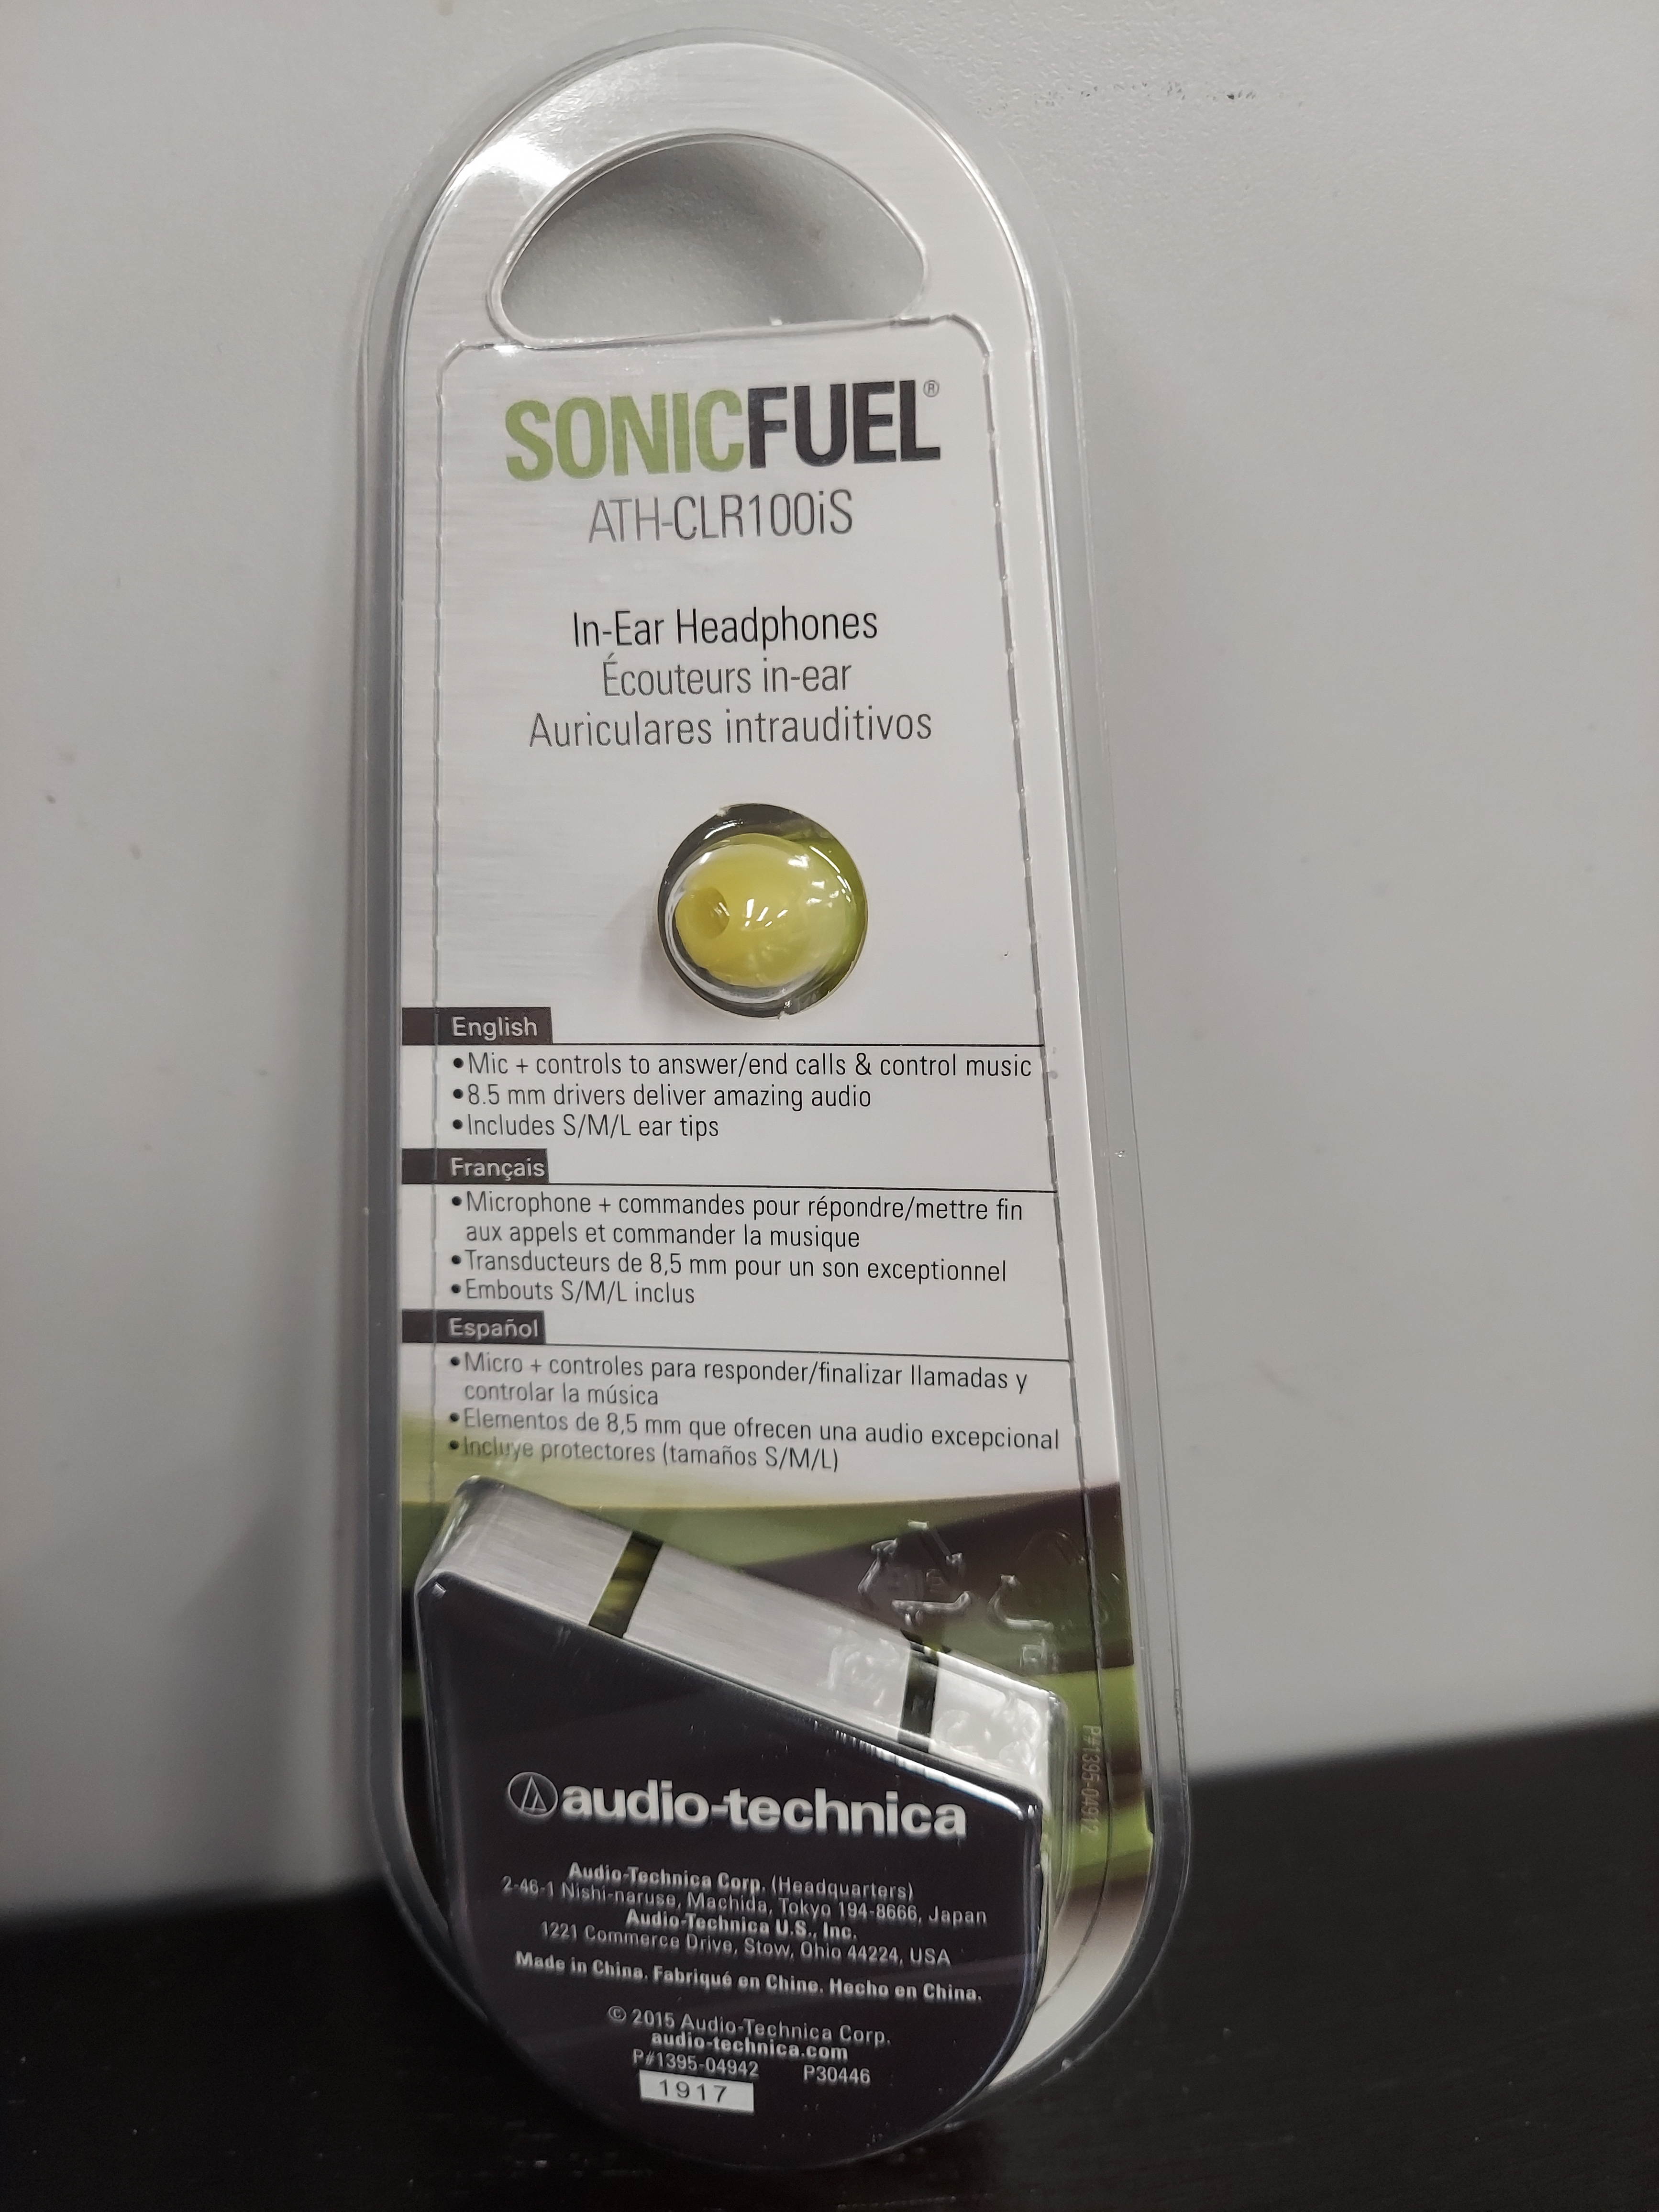 SONICFUEL®
ATH-CLR100iS
In-Ear Headphones
Écouteurs in-ear
Auriculares intrauditivos
English
•Mic + controls to answer/end calls & control music
•8.5 mm drivers deliver amazing audio
•Includes S/M/L ear tips
Français
•Microphone + commandes pour répondre/mettre fin
aux appels et commander la musique
•Transducteurs de 8,5 mm pour un son exceptionnel
•Embouts S/M/L inclus
Español
•Micro + controles para responder/finalizar llamadas y
controlar la música
•Elementos de 8,5 mm que ofrecen una audio excepcional
•Incluye protectores (tamaños S/M/L)
P#1395-04912
audio-technica
Audio-Technica Corp. (Headquarters)
2-46-1 Nishi-naruse, Machida, Tokyo 194-8666, Japan
Audio-Technica U.S., Inc.
1221 Commerce Drive, Stow, Ohio 44224, USA
Made in China. Fabriqué en Chine. Hecho en China.
© 2015 Audio-Technica Corp.
audio-technica.com
P#1395-04942 P30446
1917